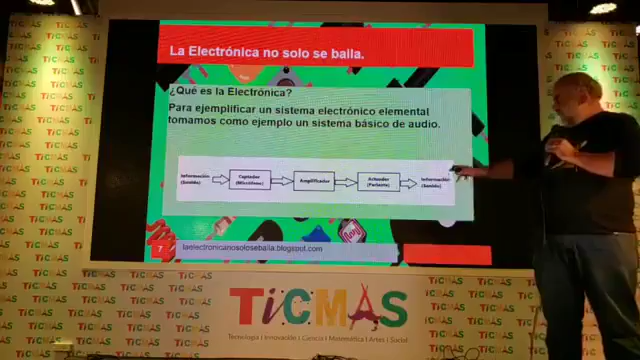 La Electrónica no solo se baila.
¿Qué es la Electrónica?
Para ejemplificar un sistema electrónico elemental
tomamos como ejemplo un sistema básico de audio.
Información
(Sonido)
Captador
(Micrófono)
Amplificador
Actuador
(Parlante)
Información
(Sonido)
7
laelectronicanosolosebaila.blogspot.com
TiCMAS
Tecnología | Innovación | Ciencia | Matemática | Artes | Social